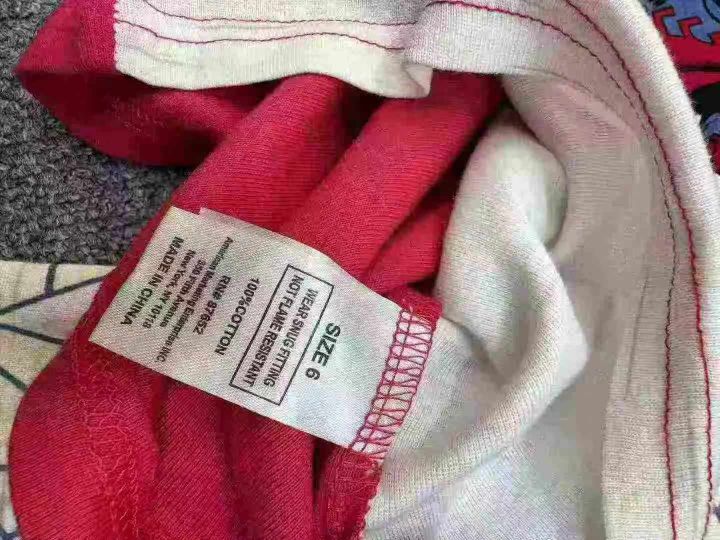 SIZE 6
WEAR SNUG FITTING
NOT FLAME RESISTANT
100% COTTON
RN# 97652
New York, NY 10118
MADE IN CHINA